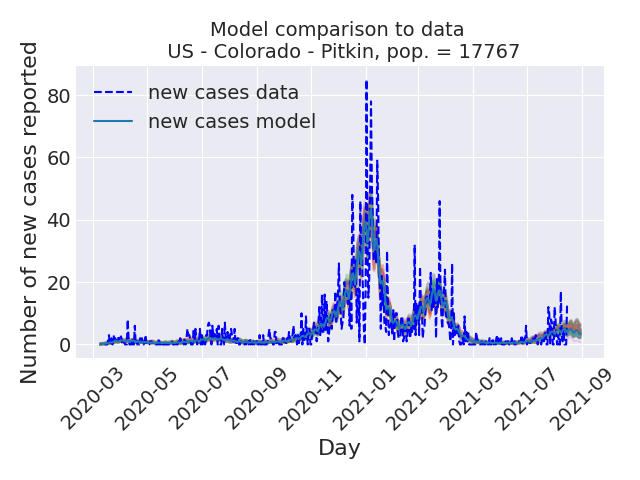 Model comparison to data
US - Colorado - Pitkin, pop. = 17767
Number of new cases reported
80
60
40
20
0
new cases data
new cases model
2020-03
2020-05
2020-07
2020-09
2020-11
2021-01
2021-03
2021-05
2021-07
2021-09
Day